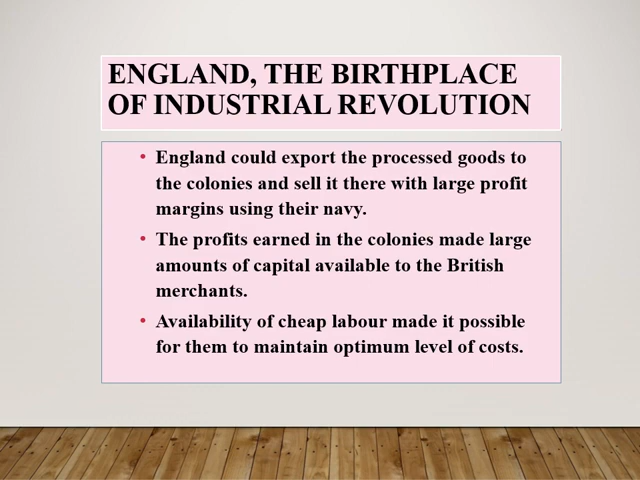 ENGLAND, THE BIRTHPLACE
OF INDUSTRIAL REVOLUTION
• England could export the processed goods to
the colonies and sell it there with large profit
margins using their navy.
• The profits earned in the colonies made large
amounts of capital available to the British
merchants.
• Availability of cheap labour made it possible
for them to maintain optimum level of costs.